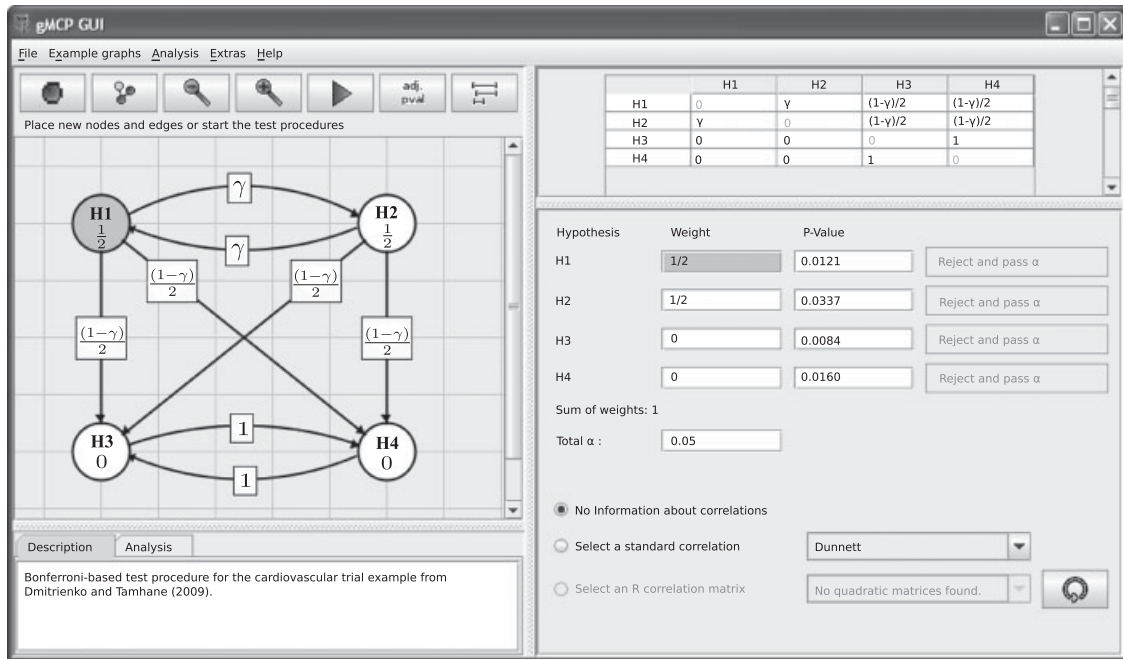 gMCP GUI
File Example graphs Analysis Extras Help
adj. pval
Place new nodes and edges or start the test procedures
H1 1/2
γ
H2 1/2
γ
(1−γ)/2
(1−γ)/2
(1−γ)/2
(1−γ)/2
H3 0
1
H4 0
1
Description Analysis
Bonferroni-based test procedure for the cardiovascular trial example from
Dmitrienko and Tamhane (2009).
H1 H2 H3 H4
H1 0 γ (1-γ)/2 (1-γ)/2
H2 γ 0 (1-γ)/2 (1-γ)/2
H3 0 0 0 1
H4 0 0 1 0
Hypothesis Weight P-Value
H1 1/2 0.0121 Reject and pass α
H2 1/2 0.0337 Reject and pass α
H3 0 0.0084 Reject and pass α
H4 0 0.0160 Reject and pass α
Sum of weights: 1
Total α : 0.05
No Information about correlations
Select a standard correlation Dunnett
Select an R correlation matrix No quadratic matrices found.